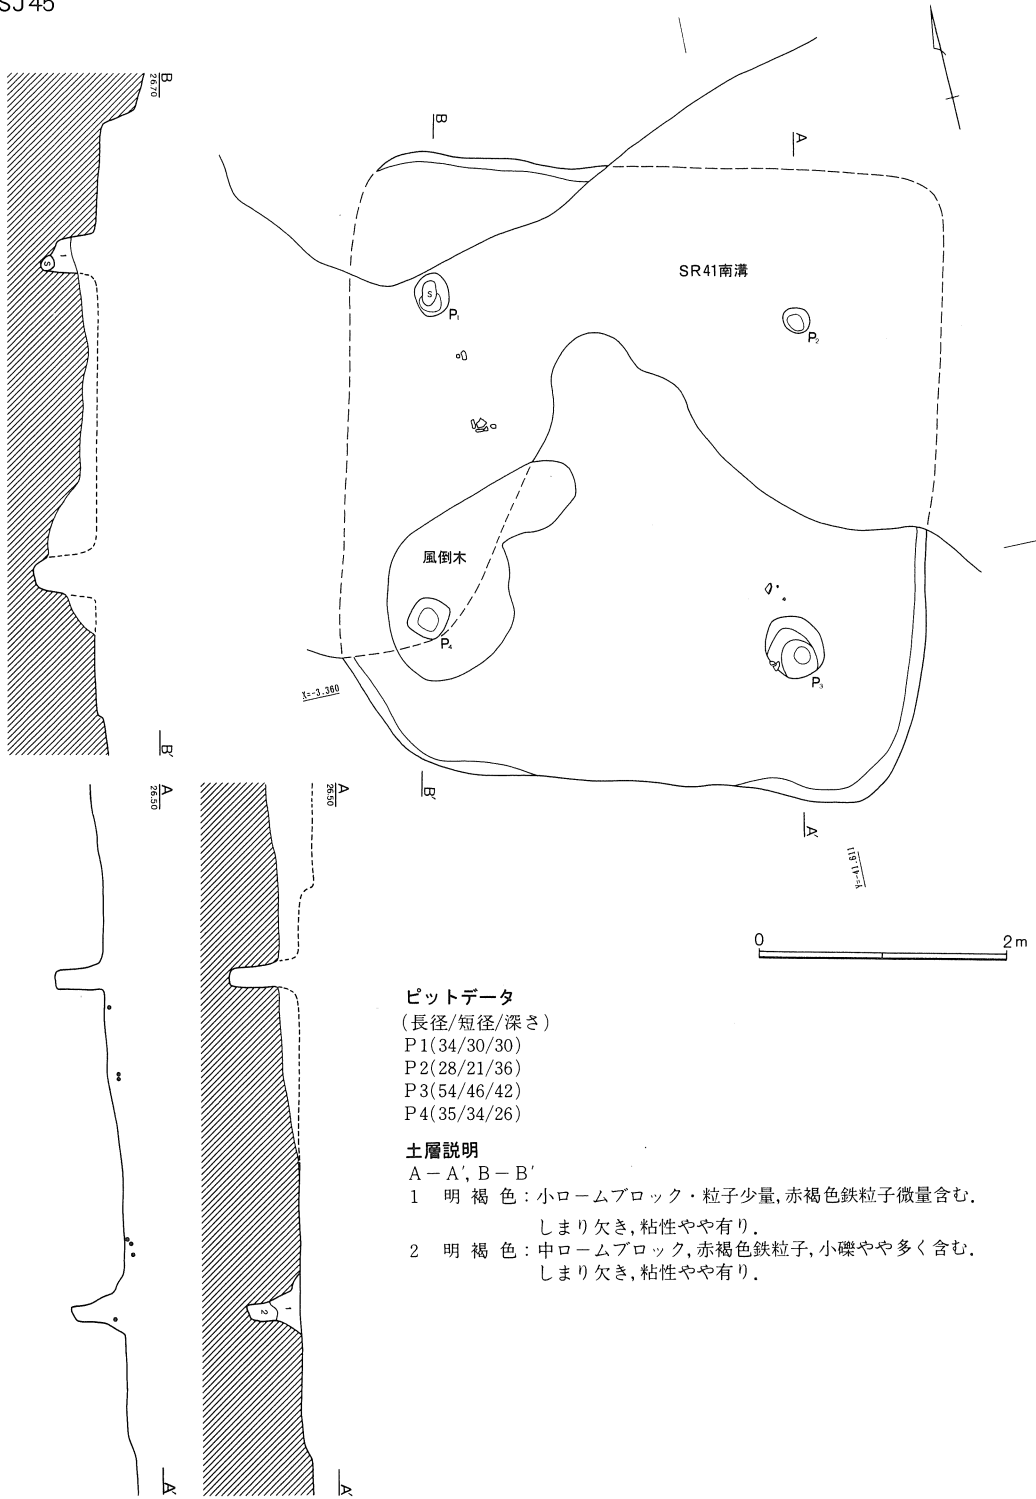 SJ45
B
26.70
B
A
SR41南溝
S
P1
P2
1
S
風倒木
P4
P3
X=-3.360
B'
B'
A'
Y=-41.611
A
26.50
A
26.50
0 2m
ピットデータ
(長径/短径/深さ)
P1(34/30/30)
P2(28/21/36)
P3(54/46/42)
P4(35/34/26)
土層説明
A－A′, B－B′
1 明褐色：小ロームブロック・粒子少量, 赤褐色鉄粒子微量含む.
しまり欠き, 粘性やや有り.
2 明褐色：中ロームブロック, 赤褐色鉄粒子, 小礫やや多く含む.
しまり欠き, 粘性やや有り.
2 1
A'
A'